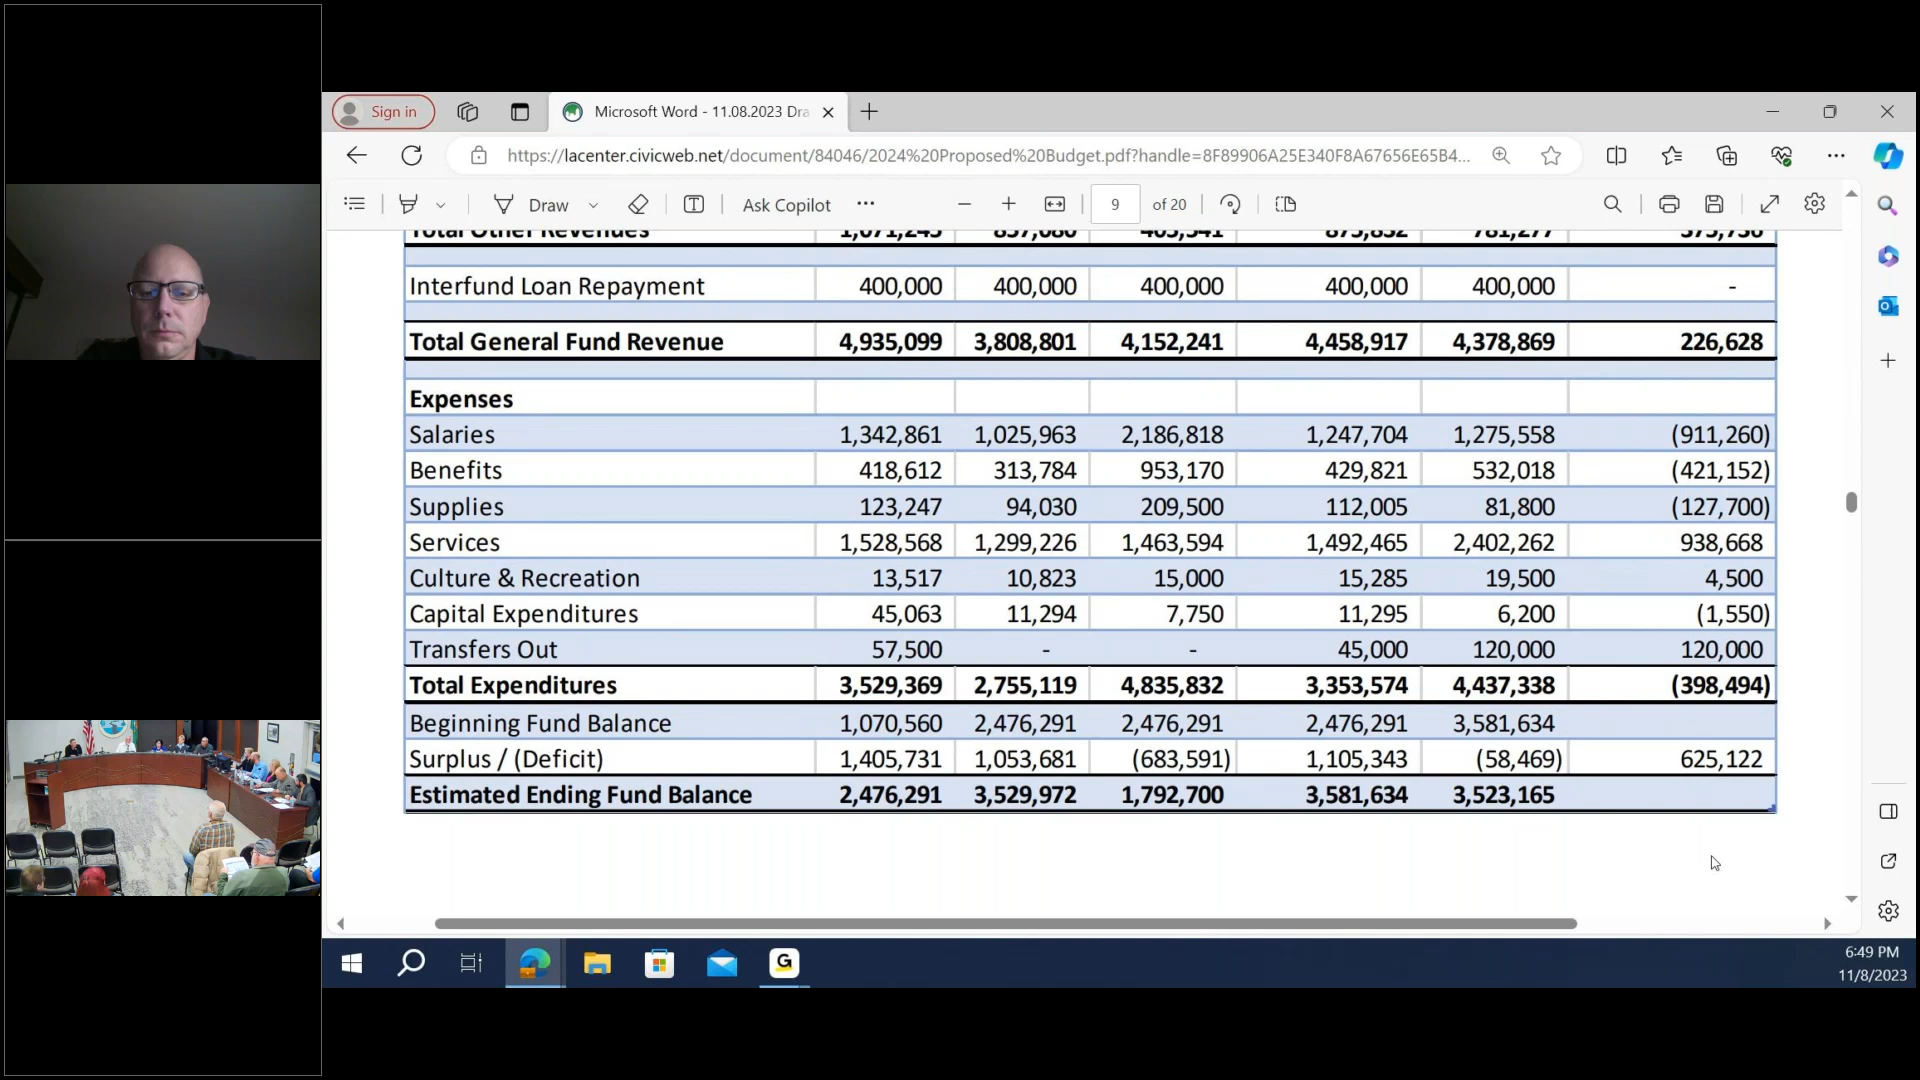 Sign in
Microsoft Word - 11.08.2023 Dra
https://lacenter.civicweb.net/document/84046/2024%20Proposed%20Budget.pdf?handle=8F89906A25E340F8A67656E65B4...
Draw Ask Copilot 9 of 20
Total Other Revenues
Interfund Loan Repayment 400,000 400,000 400,000 400,000 400,000 -
Total General Fund Revenue 4,935,099 3,808,801 4,152,241 4,458,917 4,378,869 226,628
Expenses
Salaries 1,342,861 1,025,963 2,186,818 1,247,704 1,275,558 (911,260)
Benefits 418,612 313,784 953,170 429,821 532,018 (421,152)
Supplies 123,247 94,030 209,500 112,005 81,800 (127,700)
Services 1,528,568 1,299,226 1,463,594 1,492,465 2,402,262 938,668
Culture & Recreation 13,517 10,823 15,000 15,285 19,500 4,500
Capital Expenditures 45,063 11,294 7,750 11,295 6,200 (1,550)
Transfers Out 57,500 - - 45,000 120,000 120,000
Total Expenditures 3,529,369 2,755,119 4,835,832 3,353,574 4,437,338 (398,494)
Beginning Fund Balance 1,070,560 2,476,291 2,476,291 2,476,291 3,581,634
Surplus / (Deficit) 1,405,731 1,053,681 (683,591) 1,105,343 (58,469) 625,122
Estimated Ending Fund Balance 2,476,291 3,529,972 1,792,700 3,581,634 3,523,165
6:49 PM
11/8/2023